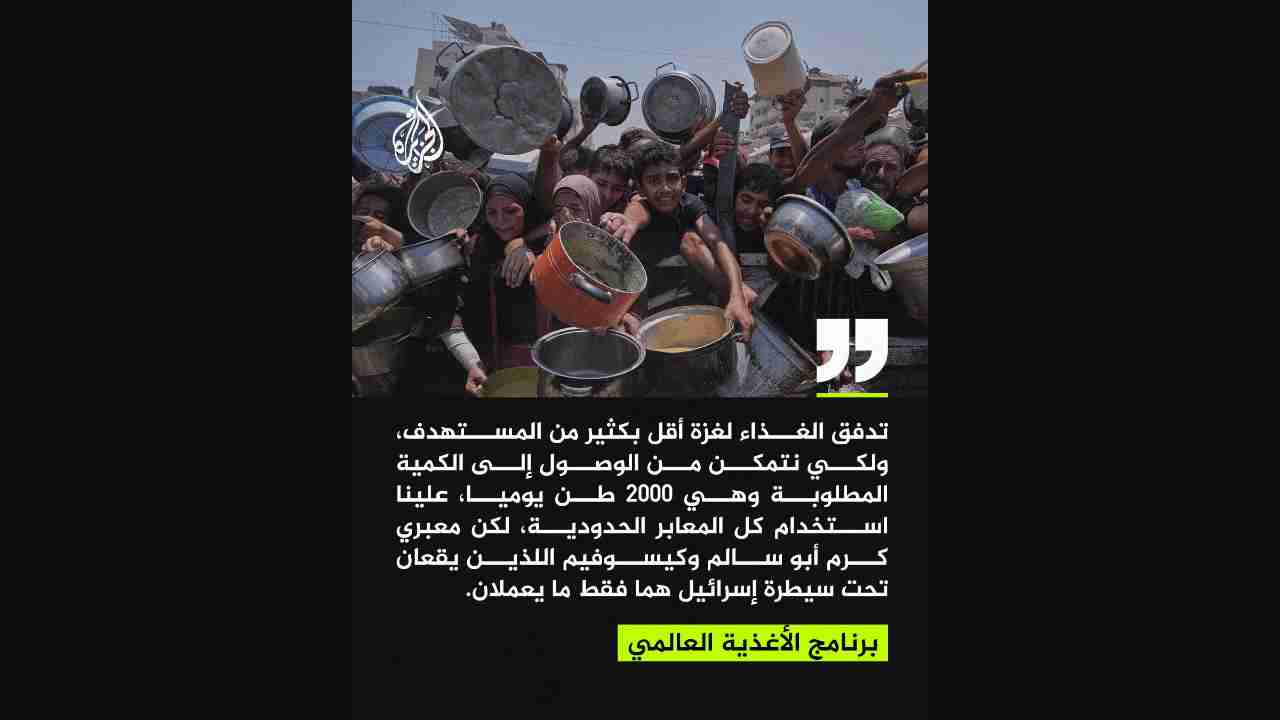 الجزيرة
تدفق الغذاء لغزة أقل بكثير من المستهدف،
ولكي نتمكن من الوصول إلى الكمية
المطلوبة وهي 2000 طن يوميا، علينا
استخدام كل المعابر الحدودية، لكن معبري
كرم أبو سالم وكيسوفيم اللذين يقعان
تحت سيطرة إسرائيل هما فقط ما يعملان.
برنامج الأغذية العالمي